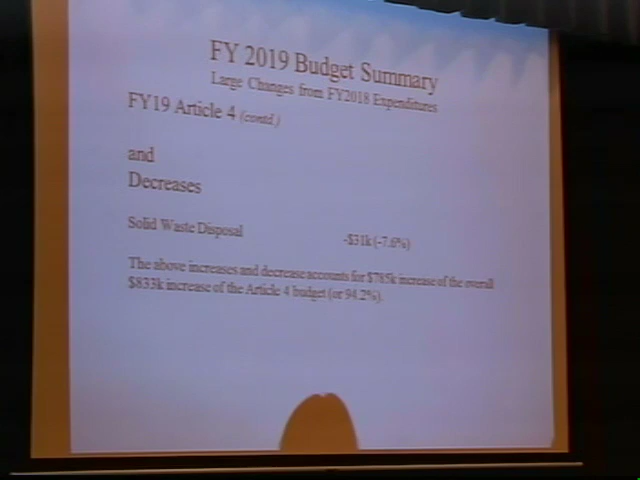 FY 2019 Budget Summary
Large Changes from FY2018 Expenditures
FY19 Article 4 (contd.)
and
Decreases
Solid Waste Disposal -$31k (-7.6%)
The above increases and decrease accounts for $785k increase of the overall
$833k increase of the Article 4 budget (or 94.2%).